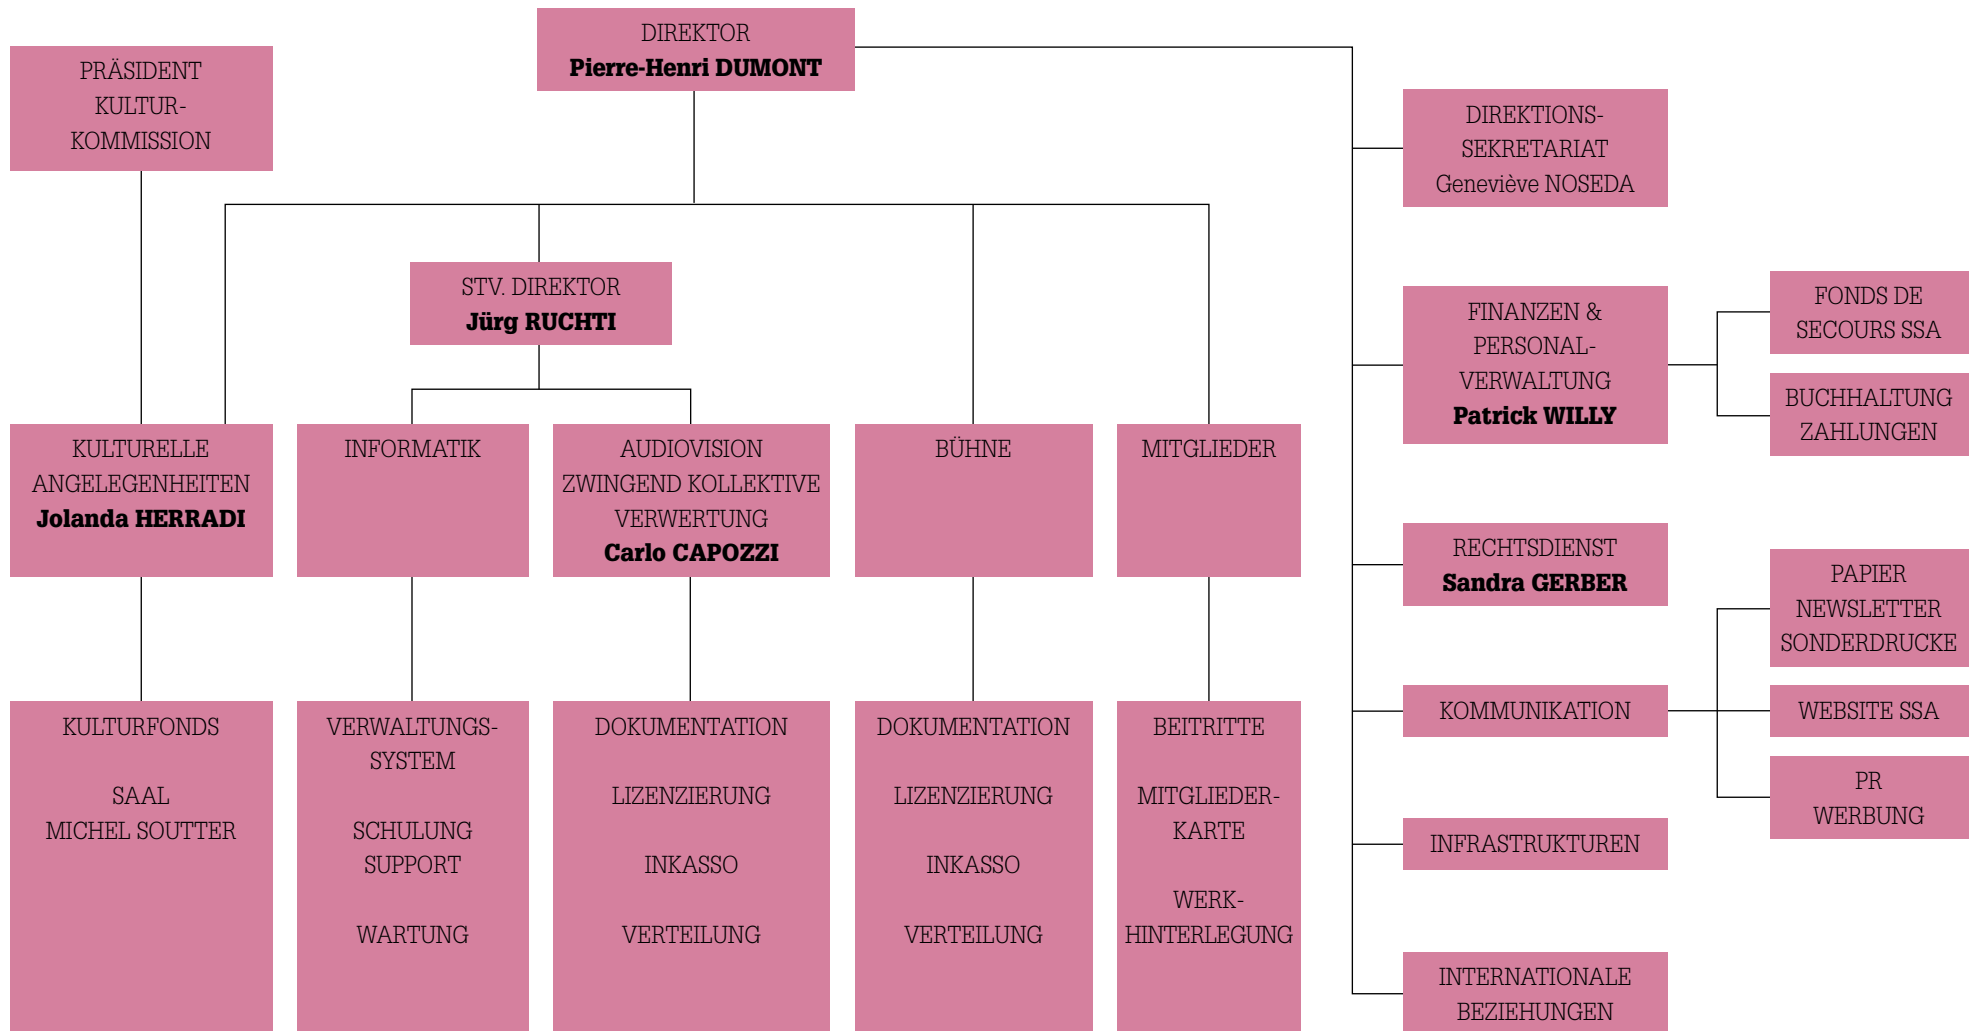 DIREKTOR
Pierre-Henri DUMONT
PRÄSIDENT
KULTUR-
KOMMISSION
DIREKTIONS-
SEKRETARIAT
Geneviève NOSEDA
STV. DIREKTOR
Jürg RUCHTI
FINANZEN &
PERSONAL-
VERWALTUNG
Patrick WILLY
FONDS DE
SECOURS SSA
BUCHHALTUNG
ZAHLUNGEN
KULTURELLE
ANGELEGENHEITEN
Jolanda HERRADI
INFORMATIK
AUDIOVISION
ZWINGEND KOLLEKTIVE
VERWERTUNG
Carlo CAPOZZI
BÜHNE
MITGLIEDER
RECHTSDIENST
Sandra GERBER
PAPIER
NEWSLETTER
SONDERDRUCKE
KOMMUNIKATION
WEBSITE SSA
PR
WERBUNG
KULTURFONDS
SAAL
MICHEL SOUTTER
VERWALTUNGS-
SYSTEM
SCHULUNG
SUPPORT
WARTUNG
DOKUMENTATION
LIZENZIERUNG
INKASSO
VERTEILUNG
DOKUMENTATION
LIZENZIERUNG
INKASSO
VERTEILUNG
BEITRITTE
MITGLIEDER-
KARTE
WERK-
HINTERLEGUNG
INFRASTRUKTUREN
INTERNATIONALE
BEZIEHUNGEN